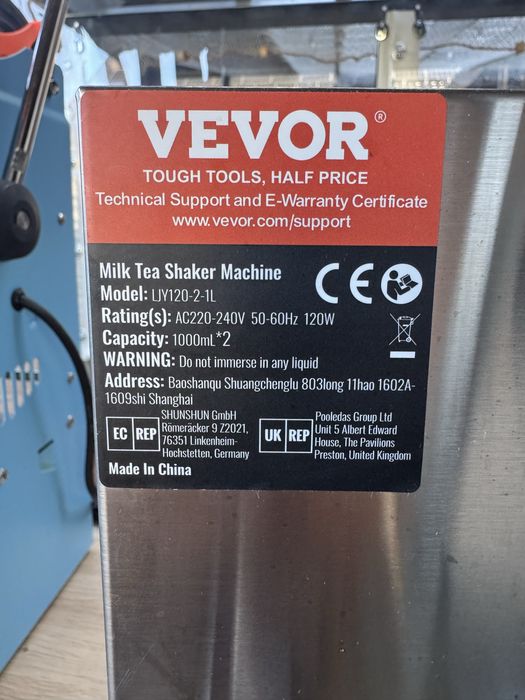 VEVOR®
TOUGH TOOLS, HALF PRICE
Technical Support and E-Warranty Certificate
www.vevor.com/support
Milk Tea Shaker Machine
Model: LJY120-2-1L
Rating(s): AC220-240V 50-60Hz 120W
Capacity: 1000mL*2
WARNING: Do not immerse in any liquid
Address: Baoshanqu Shuangchenglu 803long 11hao 1602A-
1609shi Shanghai
CE
EC REP
SHUNSHUN GmbH
Römeräcker 9 Z2021,
76351 Linkenheim-
Hochstetten, Germany
UK REP
Pooledas Group Ltd
Unit 5 Albert Edward
House, The Pavilions
Preston, United Kingdom
Made In China